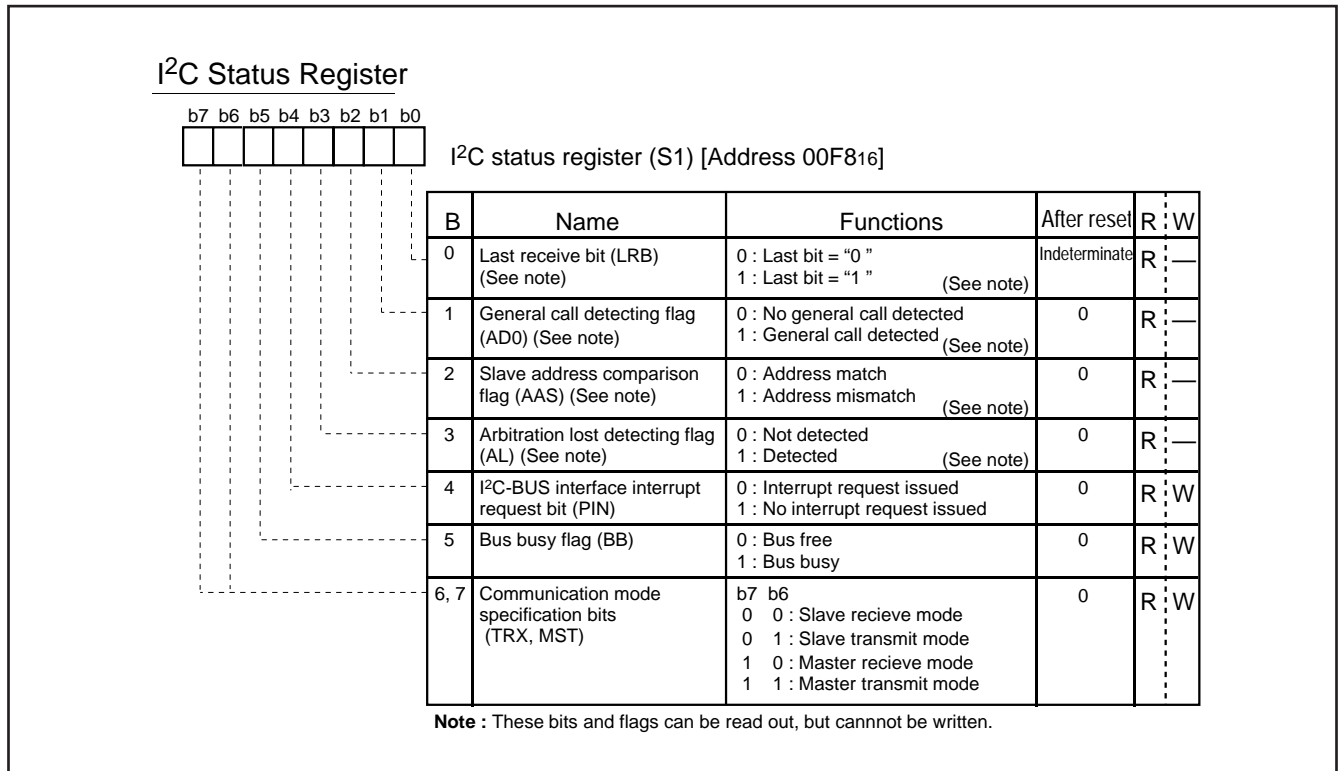 I2C Status Register
b7 b6 b5 b4 b3 b2 b1 b0
I2C status register (S1) [Address 00F816]
B Name Functions After reset R W
0 Last receive bit (LRB) (See note) 0 : Last bit = “0 ” 1 : Last bit = “1 ” (See note) Indeterminate R —
1 General call detecting flag (AD0) (See note) 0 : No general call detected 1 : General call detected (See note) 0 R —
2 Slave address comparison flag (AAS) (See note) 0 : Address match 1 : Address mismatch (See note) 0 R —
3 Arbitration lost detecting flag (AL) (See note) 0 : Not detected 1 : Detected (See note) 0 R —
4 I2C-BUS interface interrupt request bit (PIN) 0 : Interrupt request issued 1 : No interrupt request issued 0 R W
5 Bus busy flag (BB) 0 : Bus free 1 : Bus busy 0 R W
6, 7 Communication mode specification bits (TRX, MST) b7 b6 0 R W
0 0 : Slave recieve mode
0 1 : Slave transmit mode
1 0 : Master recieve mode
1 1 : Master transmit mode
Note : These bits and flags can be read out, but cannnot be written.